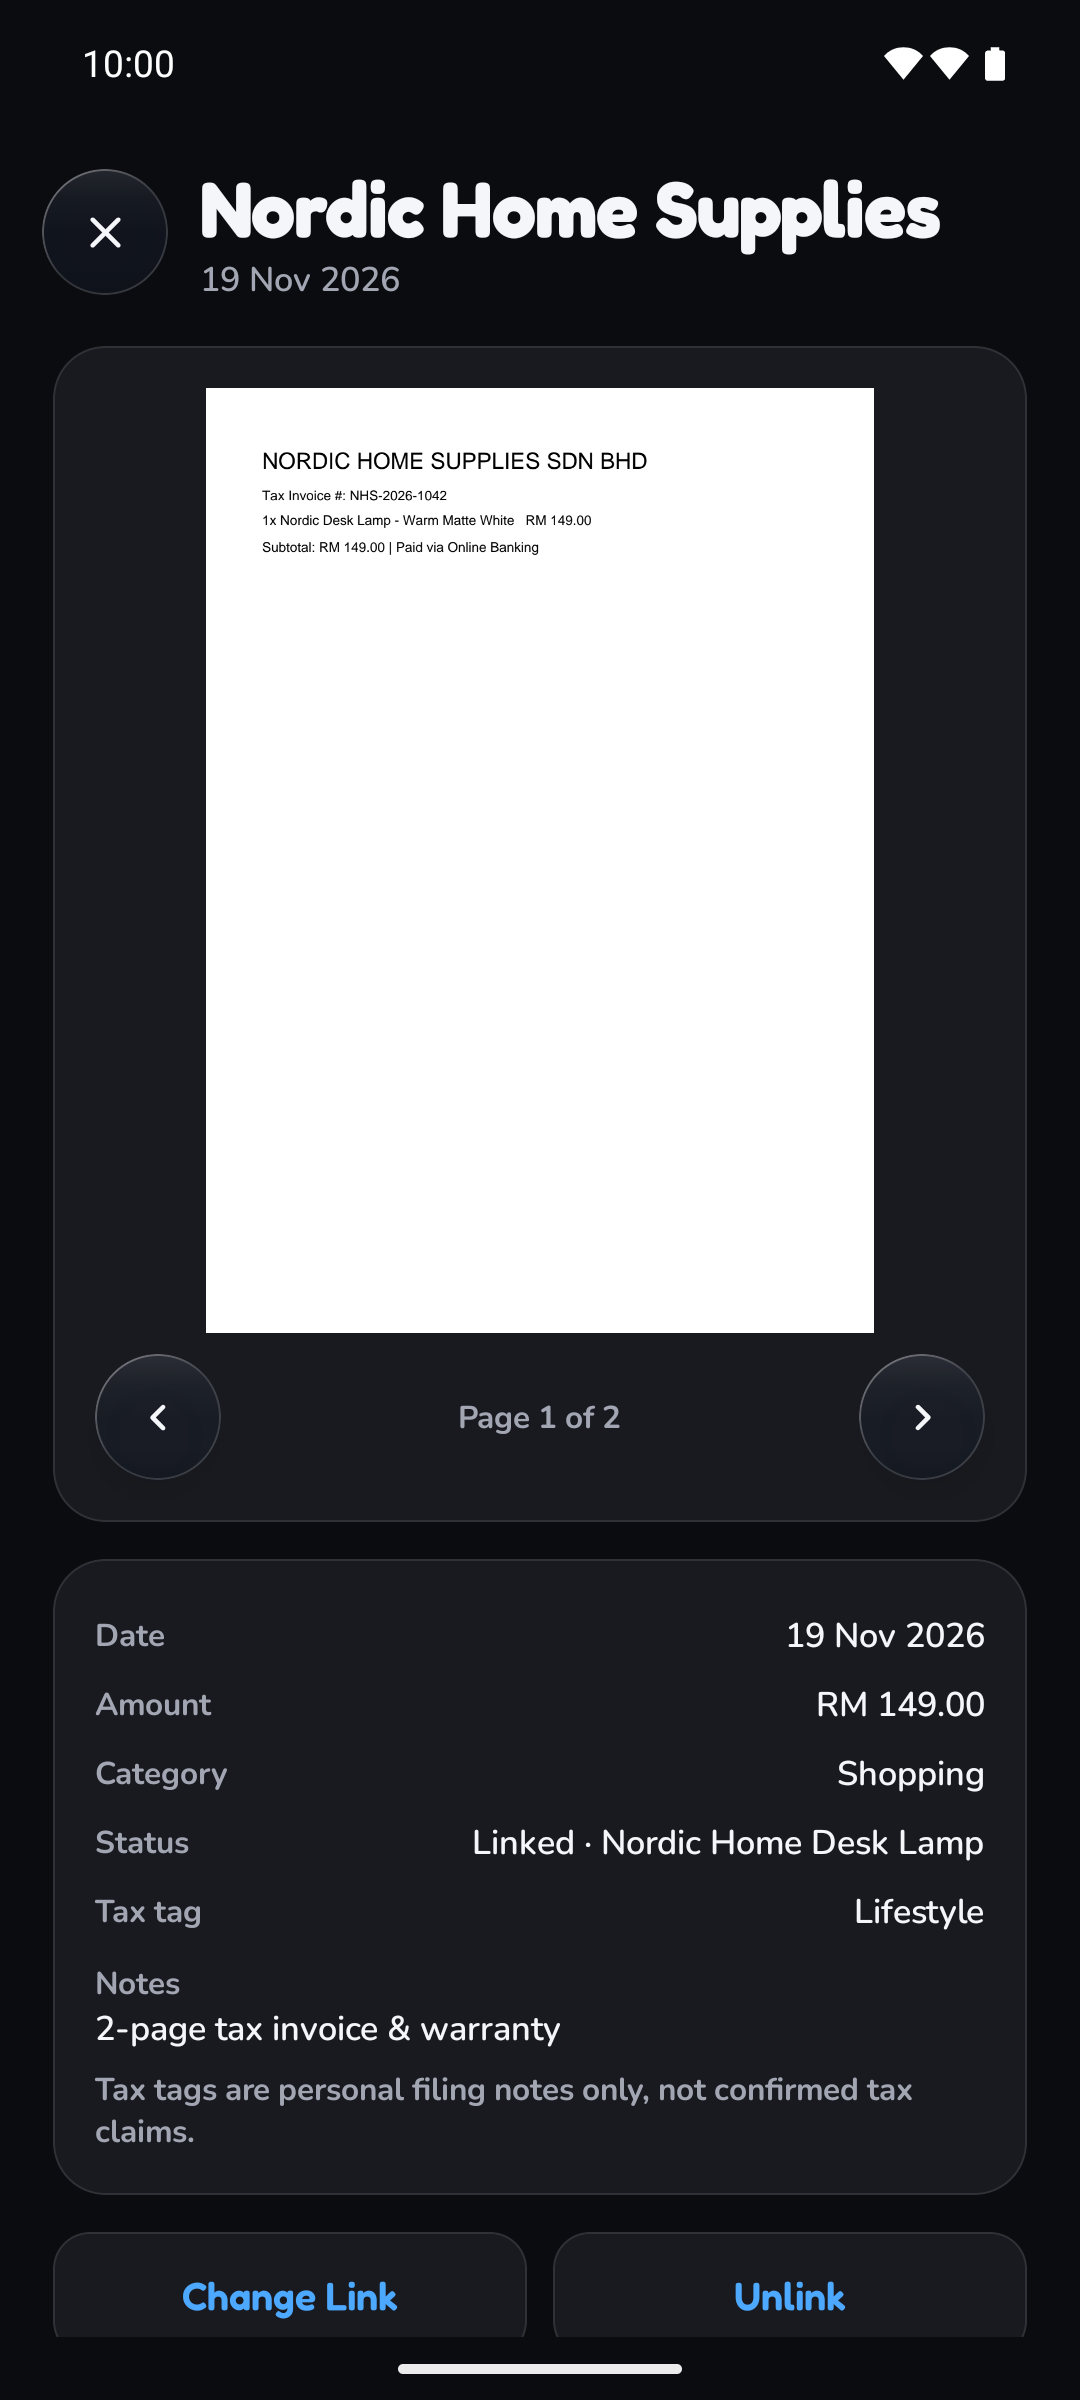 10:00
Nordic Home Supplies
19 Nov 2026
NORDIC HOME SUPPLIES SDN BHD
Tax Invoice #: NHS-2026-1042
1x Nordic Desk Lamp - Warm Matte White RM 149.00
Subtotal: RM 149.00 | Paid via Online Banking
Page 1 of 2
Date 19 Nov 2026
Amount RM 149.00
Category Shopping
Status Linked · Nordic Home Desk Lamp
Tax tag Lifestyle
Notes
2-page tax invoice & warranty
Tax tags are personal filing notes only, not confirmed tax
claims.
Change Link Unlink